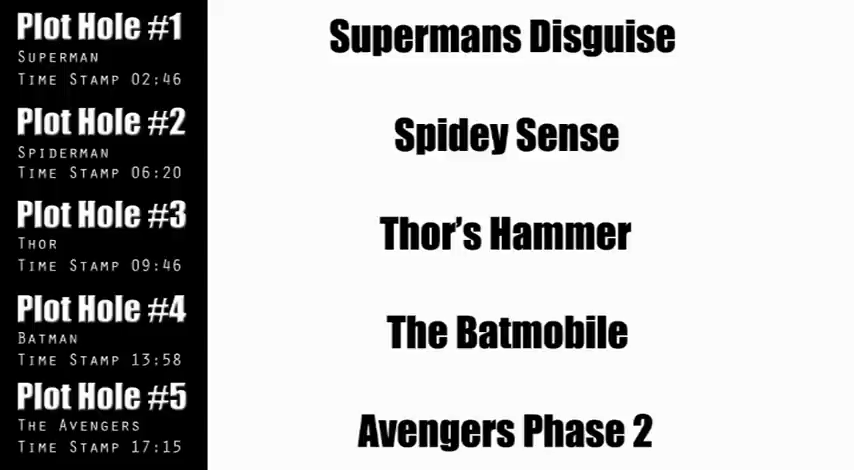 Plot Hole #1
Superman
Time Stamp 02:46
Plot Hole #2
Spiderman
Time Stamp 06:20
Plot Hole #3
Thor
Time Stamp 09:46
Plot Hole #4
Batman
Time Stamp 13:58
Plot Hole #5
The Avengers
Time Stamp 17:15
Supermans Disguise
Spidey Sense
Thor’s Hammer
The Batmobile
Avengers Phase 2